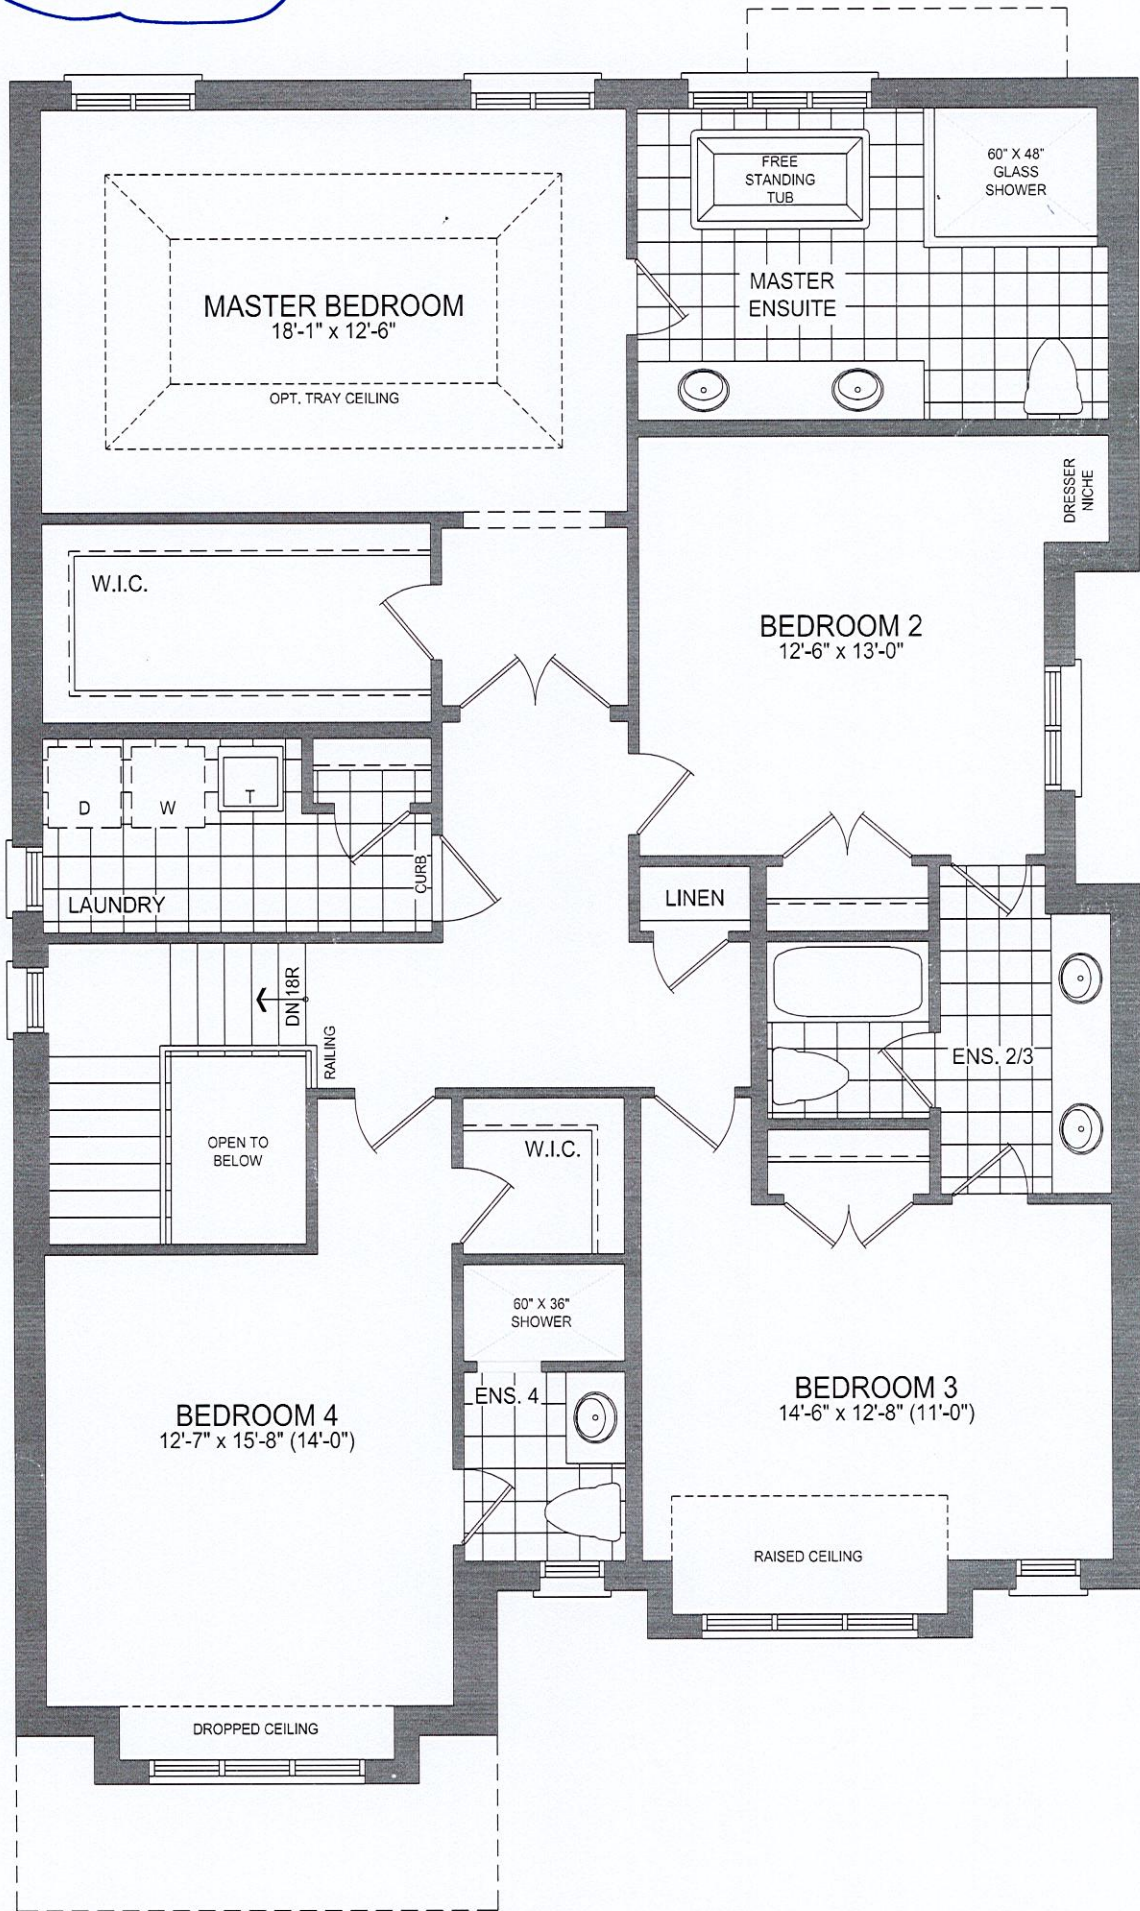 FREE
STANDING
TUB
60" X 48"
GLASS
SHOWER
MASTER
ENSUITE
MASTER BEDROOM
18'-1" x 12'-6"
OPT. TRAY CEILING
DRESSER
NICHE
W.I.C.
BEDROOM 2
12'-6" x 13'-0"
D
W
T
CURB
LAUNDRY
LINEN
DN 18R
RAILING
ENS. 2/3
OPEN TO
BELOW
W.I.C.
60" X 36"
SHOWER
ENS. 4
BEDROOM 3
14'-6" x 12'-8" (11'-0")
BEDROOM 4
12'-7" x 15'-8" (14'-0")
RAISED CEILING
DROPPED CEILING